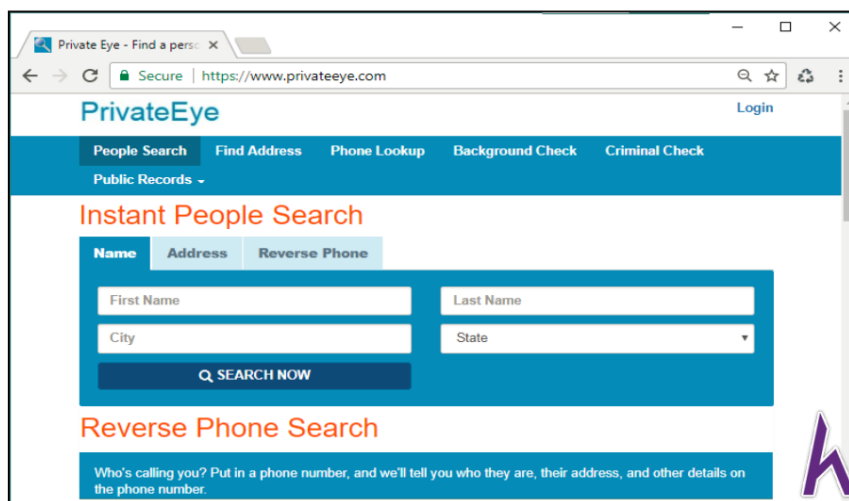 Private Eye - Find a perso
Secure | https://www.privateeye.com
PrivateEye
Login
People Search Find Address Phone Lookup Background Check Criminal Check
Public Records
Instant People Search
Name Address Reverse Phone
First Name Last Name
City State
SEARCH NOW
Reverse Phone Search
Who's calling you? Put in a phone number, and we'll tell you who they are, their address, and other details on
the phone number.